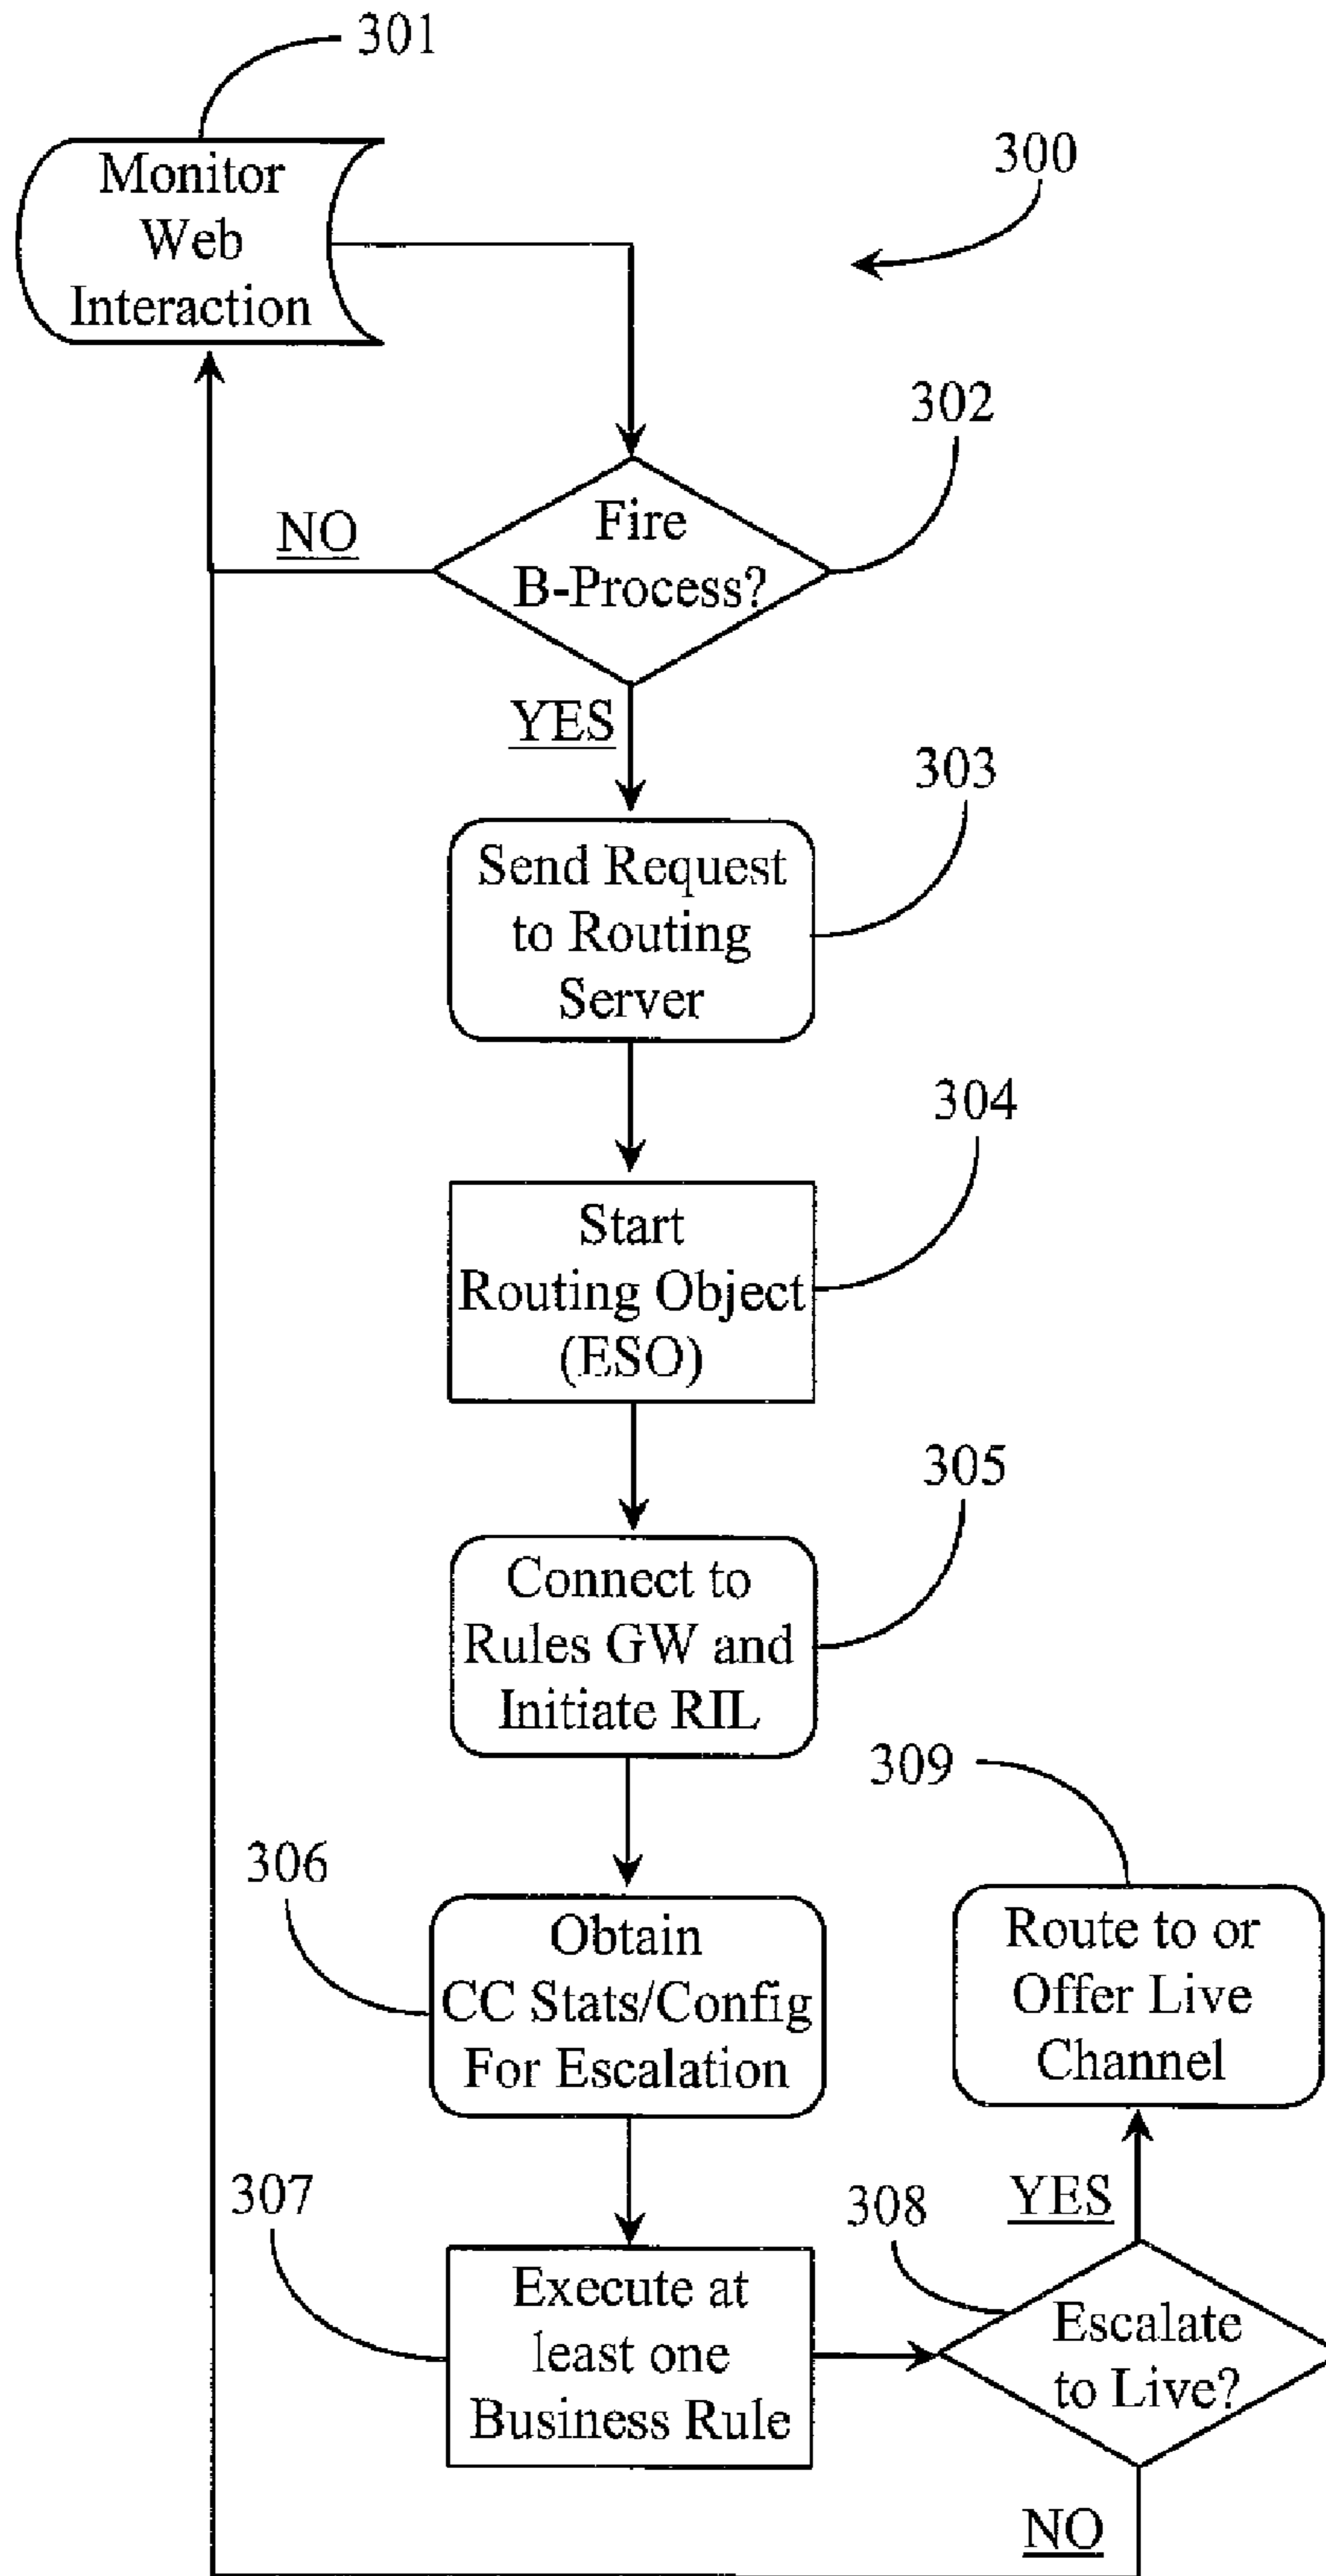 301
Monitor
Web
Interaction
300
302
Fire
B-Process?
NO
YES
303
Send Request
to Routing
Server
304
Start
Routing Object
(ESO)
305
Connect to
Rules GW and
Initiate RIL
309
306
Obtain
CC Stats/Config
For Escalation
Route to or
Offer Live
Channel
307
Execute at
least one
Business Rule
308
YES
Escalate
to Live?
NO